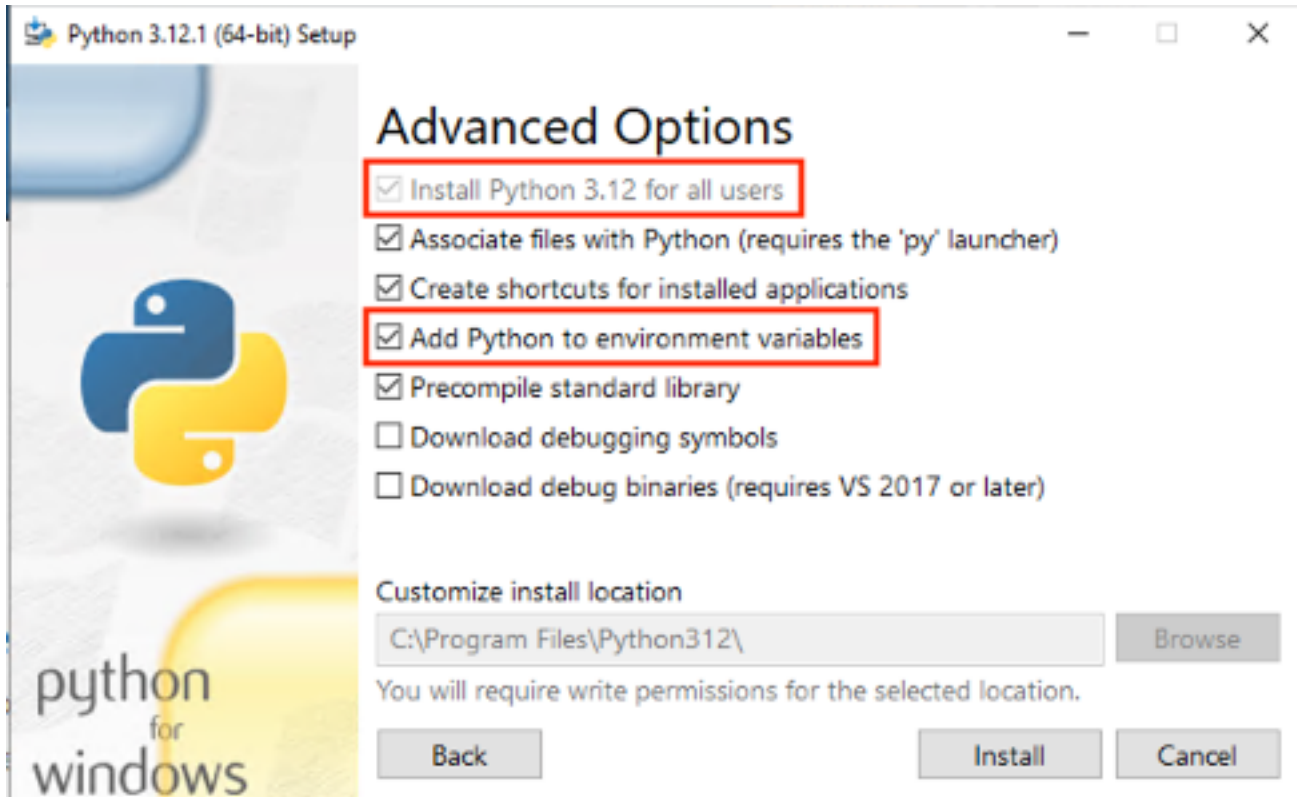 Python 3.12.1 (64-bit) Setup
Advanced Options
Install Python 3.12 for all users
Associate files with Python (requires the 'py' launcher)
Create shortcuts for installed applications
Add Python to environment variables
Precompile standard library
Download debugging symbols
Download debug binaries (requires VS 2017 or later)
Customize install location
C:\Program Files\Python312\
Browse
You will require write permissions for the selected location.
python
for
windows
Back
Install
Cancel